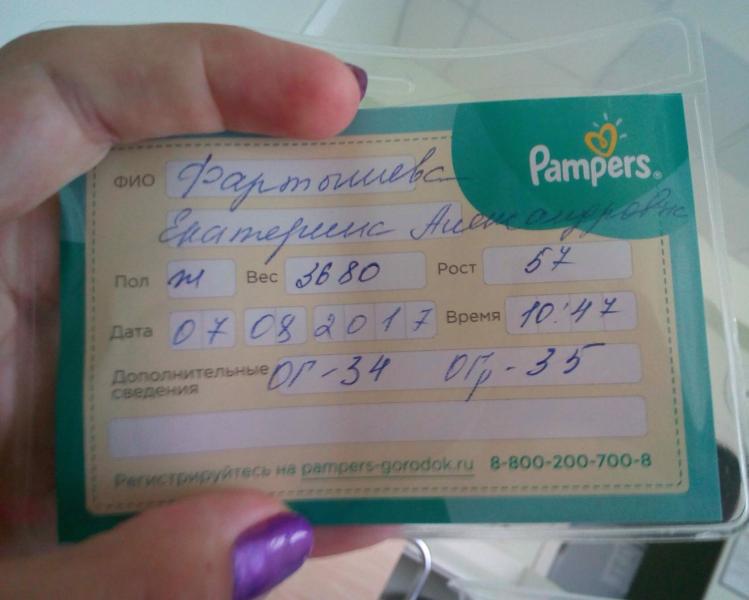 Pampers®
ФИО Фартышева
Екатерина Александровна
Пол ж Вес 3680 Рост 57
Дата 07 08 2017 Время 10:47
Дополнительные сведения ОГ-34 ОГр-35
Регистрируйтесь на pampers-gorodok.ru 8-800-200-700-8